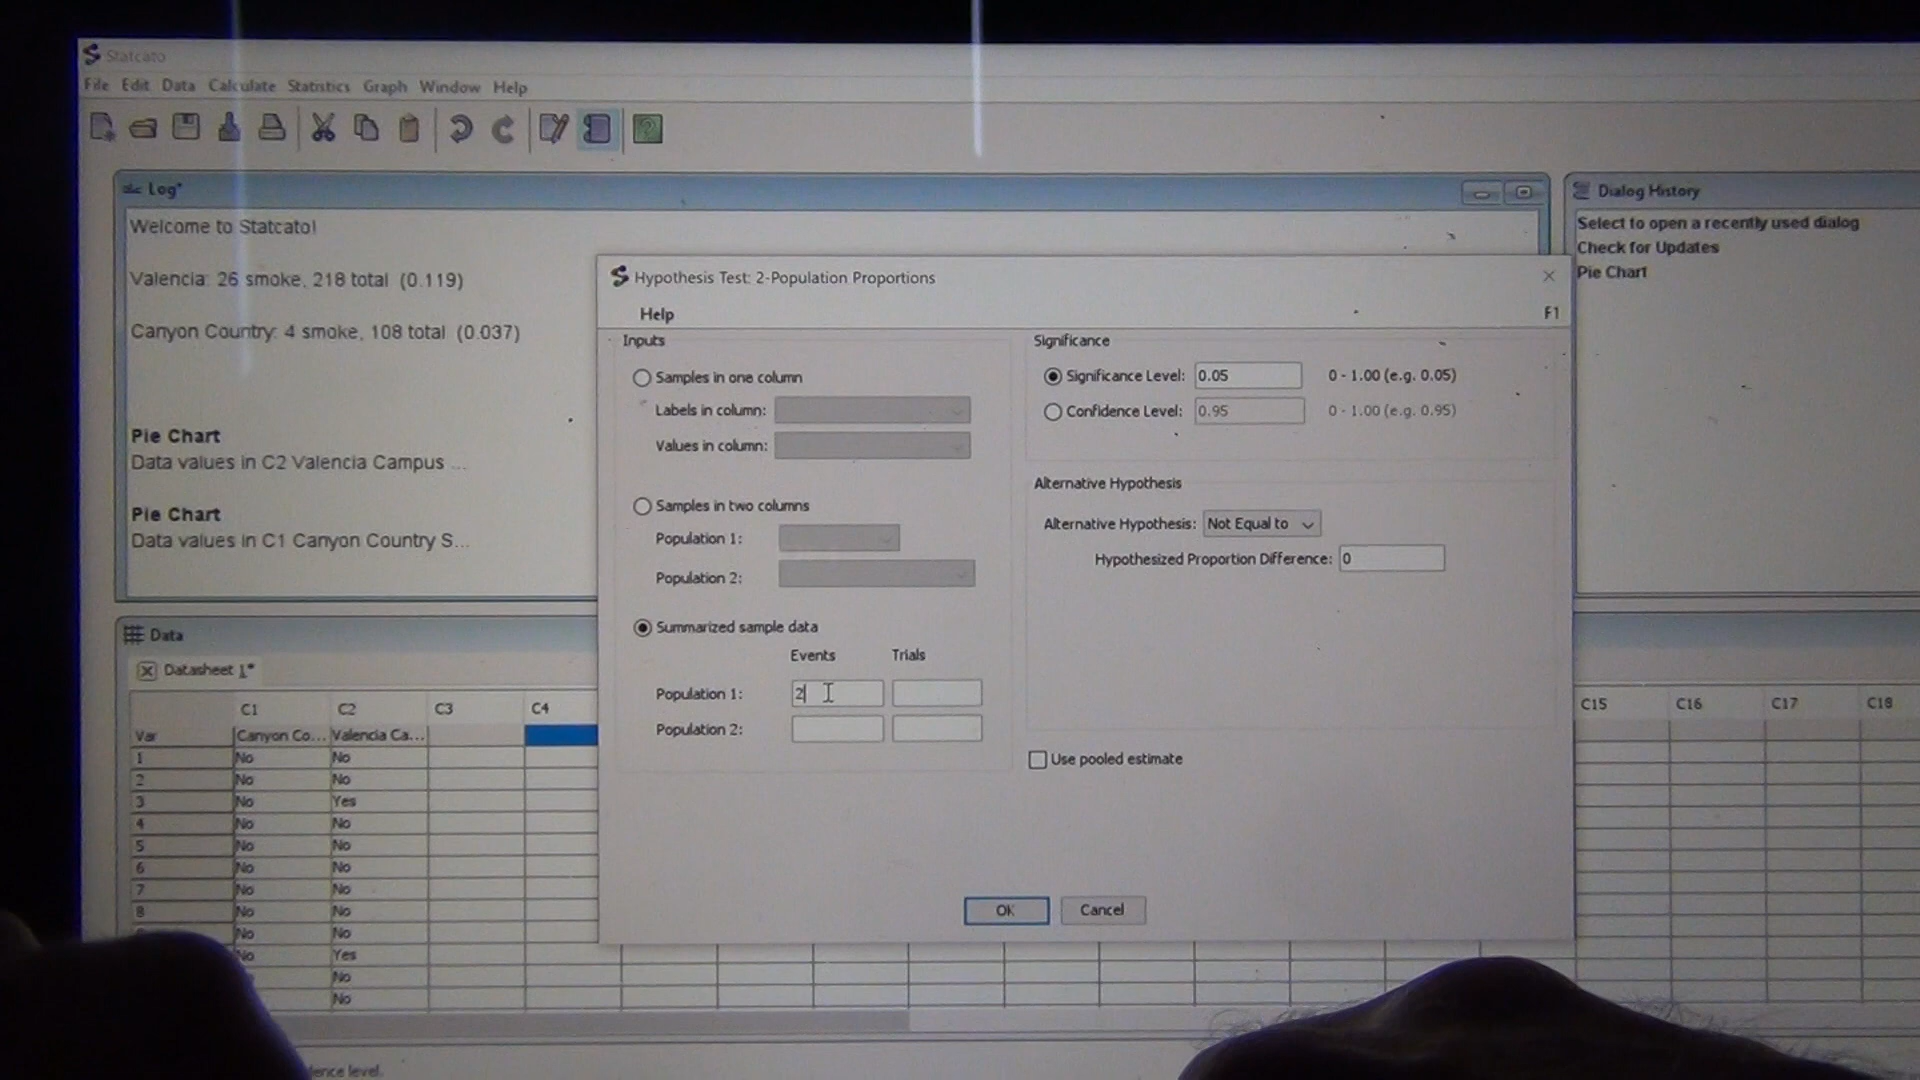 Statcato
File Edit Data Calculate Statistics Graph Window Help
Log*
Welcome to Statcato!
Valencia: 26 smoke, 218 total (0.119)
Canyon Country: 4 smoke, 108 total (0.037)
Pie Chart
Data values in C2 Valencia Campus ...
Pie Chart
Data values in C1 Canyon Country S...
Dialog History
Select to open a recently used dialog
Check for Updates
Pie Chart
Hypothesis Test: 2-Population Proportions
Help F1
Inputs
Samples in one column
Labels in column:
Values in column:
Samples in two columns
Population 1:
Population 2:
Summarized sample data
Events Trials
Population 1: 2
Population 2:
Significance
Significance Level: 0.05 0 - 1.00 (e.g. 0.05)
Confidence Level: 0.95 0 - 1.00 (e.g. 0.95)
Alternative Hypothesis
Alternative Hypothesis: Not Equal to
Hypothesized Proportion Difference: 0
Use pooled estimate
OK Cancel
Data
Datasheet 1*
C1 C2 C3 C4 C15 C16 C17 C18
Var Canyon Co... Valencia Ca...
1 No No
2 No No
3 No Yes
4 No No
5 No No
6 No No
7 No No
8 No No
No No
No Yes
No
No
level.